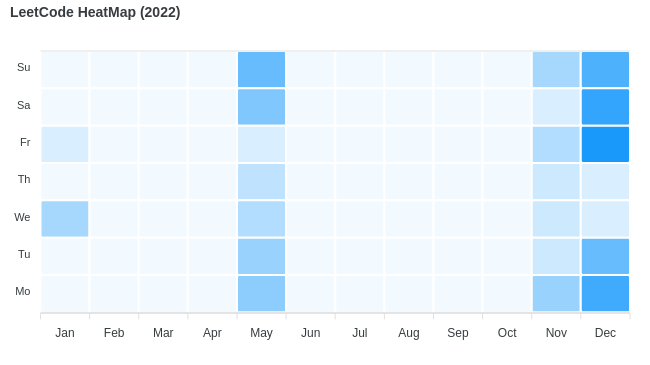 LeetCode HeatMap (2022)
Su
Sa
Fr
Th
We
Tu
Mo
Jan Feb Mar Apr May Jun Jul Aug Sep Oct Nov Dec